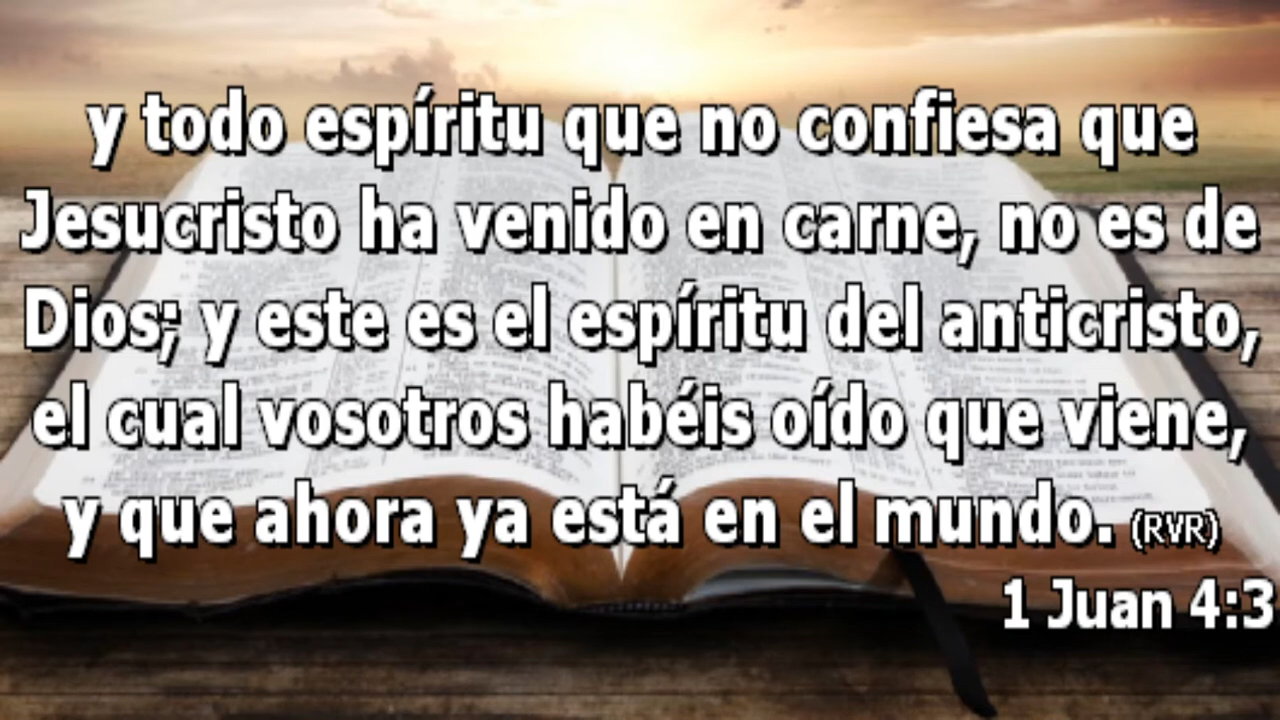 y todo espíritu que no confiesa que
Jesucristo ha venido en carne, no es de
Dios; y este es el espíritu del anticristo,
el cual vosotros habéis oído que viene,
y que ahora ya está en el mundo. (RVR)
1 Juan 4:3